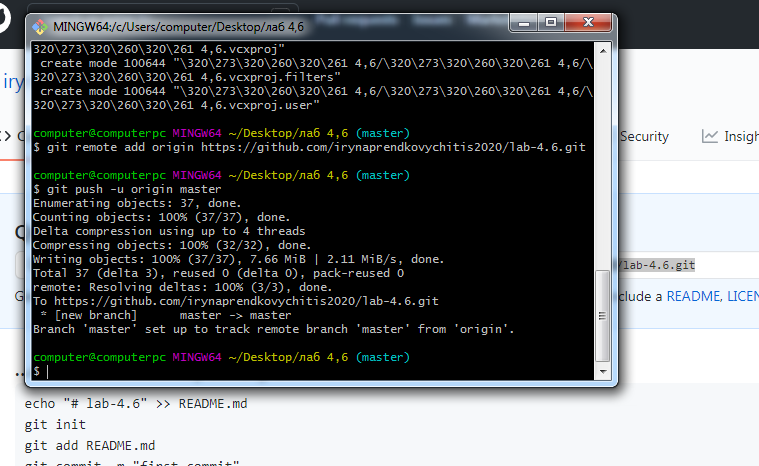 Pull requests Issues
MINGW64:/c/Users/computer/Desktop/лаб 4,6
320\273\320\260\320\261 4,6.vcxproj"
create mode 100644 "\320\273\320\260\320\261 4,6/\320\273\320\260\320\261 4,6/\
320\273\320\260\320\261 4,6.vcxproj.filters"
create mode 100644 "\320\273\320\260\320\261 4,6/\320\273\320\260\320\261 4,6/\
320\273\320\260\320\261 4,6.vcxproj.user"
computer@computerpc MINGW64 ~/Desktop/лаб 4,6 (master)
$ git remote add origin https://github.com/irynaprendkovychitis2020/lab-4.6.git
computer@computerpc MINGW64 ~/Desktop/лаб 4,6 (master)
$ git push -u origin master
Enumerating objects: 37, done.
Counting objects: 100% (37/37), done.
Delta compression using up to 4 threads
Compressing objects: 100% (32/32), done.
Writing objects: 100% (37/37), 7.66 MiB | 2.11 MiB/s, done.
Total 37 (delta 3), reused 0 (delta 0), pack-reused 0
remote: Resolving deltas: 100% (3/3), done.
To https://github.com/irynaprendkovychitis2020/lab-4.6.git
* [new branch]      master -> master
Branch 'master' set up to track remote branch 'master' from 'origin'.
computer@computerpc MINGW64 ~/Desktop/лаб 4,6 (master)
$
iry
Security
Insigh
/lab-4.6.git
clude a README, LICEN
echo "# lab-4.6" >> README.md
git init
git add README.md
git commit -m "first commit"